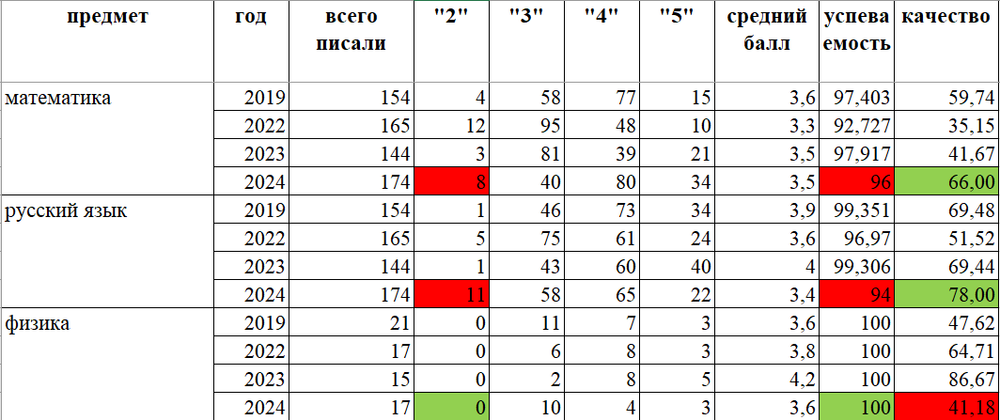 предмет год всего писали "2" "3" "4" "5" средний балл успева емость качество
математика 2019 154 4 58 77 15 3,6 97,403 59,74
2022 165 12 95 48 10 3,3 92,727 35,15
2023 144 3 81 39 21 3,5 97,917 41,67
2024 174 8 40 80 34 3,5 96 66,00
русский язык 2019 154 1 46 73 34 3,9 99,351 69,48
2022 165 5 75 61 24 3,6 96,97 51,52
2023 144 1 43 60 40 4 99,306 69,44
2024 174 11 58 65 22 3,4 94 78,00
физика 2019 21 0 11 7 3 3,6 100 47,62
2022 17 0 6 8 3 3,8 100 64,71
2023 15 0 2 8 5 4,2 100 86,67
2024 17 0 10 4 3 3,6 100 41,18